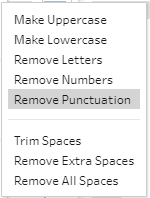 Make Uppercase
Make Lowercase
Remove Letters
Remove Numbers
Remove Punctuation
Trim Spaces
Remove Extra Spaces
Remove All Spaces